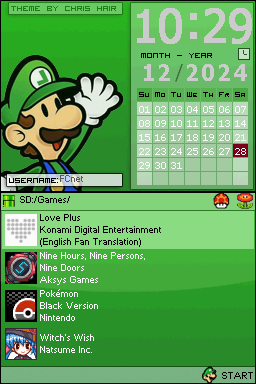 THEME BY CHRIS HAIR
10:29
MONTH - YEAR
12/2024
Su Mo Tu We Th Fr Sa
01 02 03 04 05 06 07
08 09 10 11 12 13 14
15 16 17 18 19 20 21
22 23 24 25 26 27 28
29 30 31
USERNAME: FCnet
SD:/Games/
Love Plus
Konami Digital Entertainment
(English Fan Translation)
Nine Hours, Nine Persons,
Nine Doors
Aksys Games
Pokémon
Black Version
Nintendo
Witch's Wish
Natsume Inc.
START